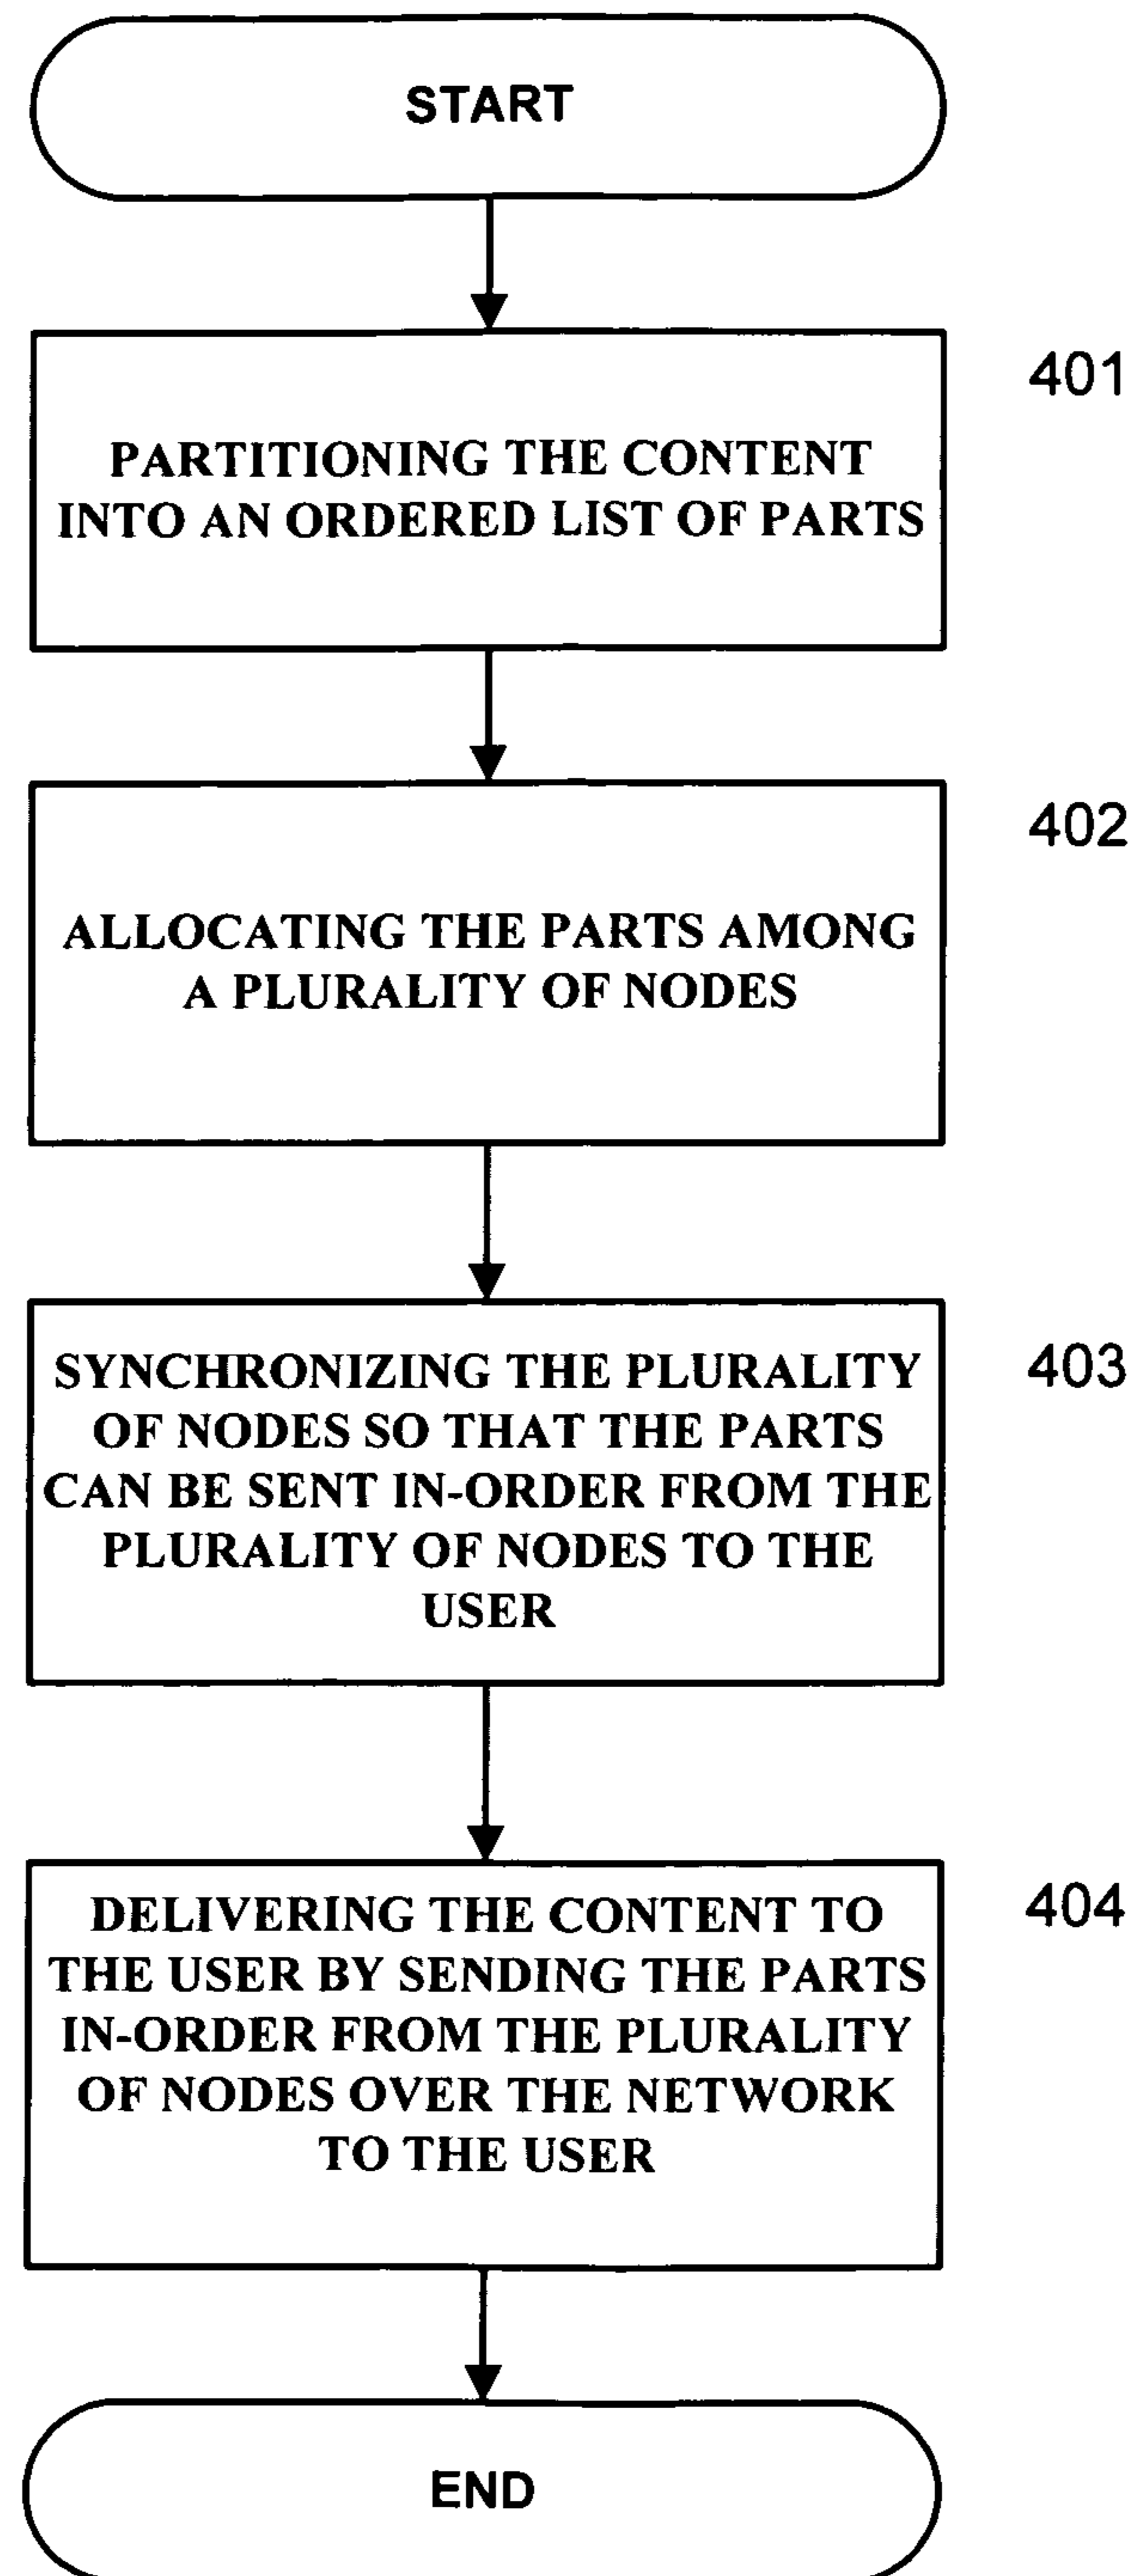 START
401
PARTITIONING THE CONTENT
INTO AN ORDERED LIST OF PARTS
402
ALLOCATING THE PARTS AMONG
A PLURALITY OF NODES
403
SYNCHRONIZING THE PLURALITY
OF NODES SO THAT THE PARTS
CAN BE SENT IN-ORDER FROM THE
PLURALITY OF NODES TO THE
USER
404
DELIVERING THE CONTENT TO
THE USER BY SENDING THE PARTS
IN-ORDER FROM THE PLURALITY
OF NODES OVER THE NETWORK
TO THE USER
END